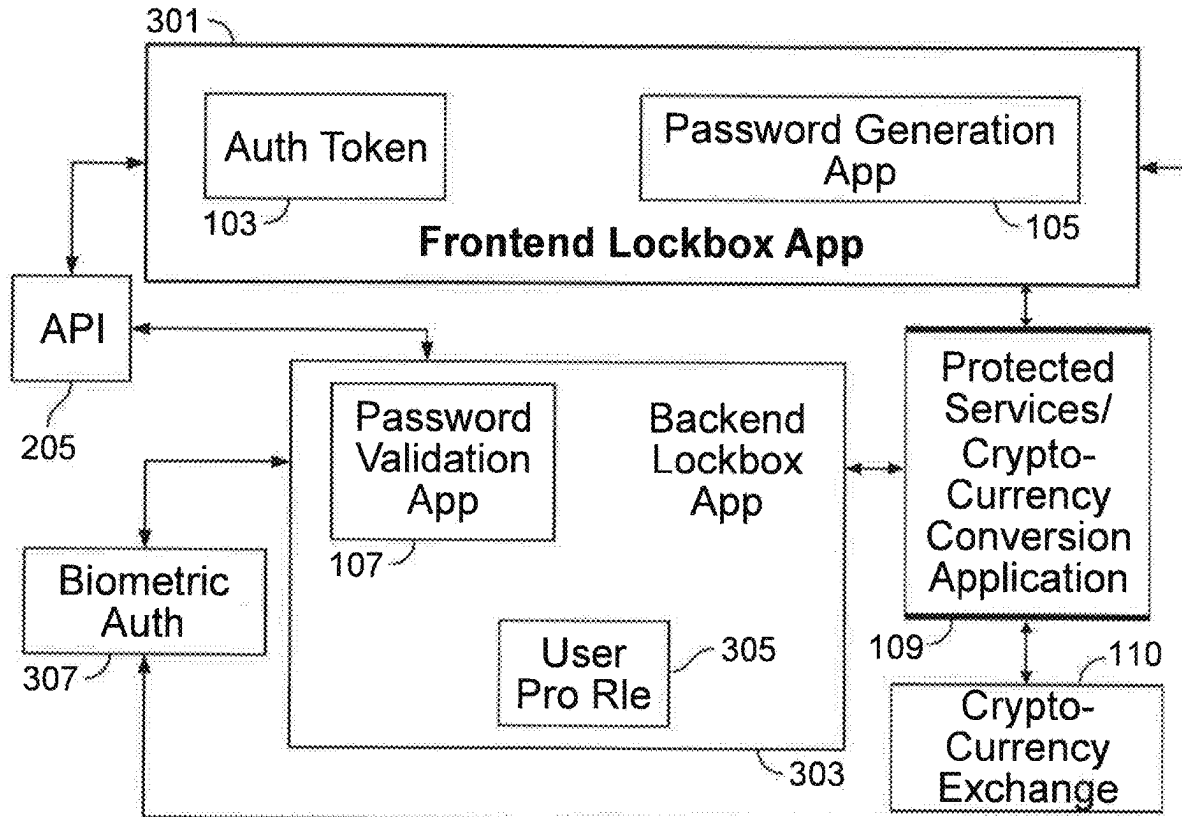 301
Auth Token
103
Password Generation
App
105
Frontend Lockbox App
API
205
Password
Validation
App
107
Backend
Lockbox
App
User
Pro Rle
305
303
Biometric
Auth
307
Protected
Services/
Crypto-
Currency
Conversion
Application
109
110
Crypto-
Currency
Exchange